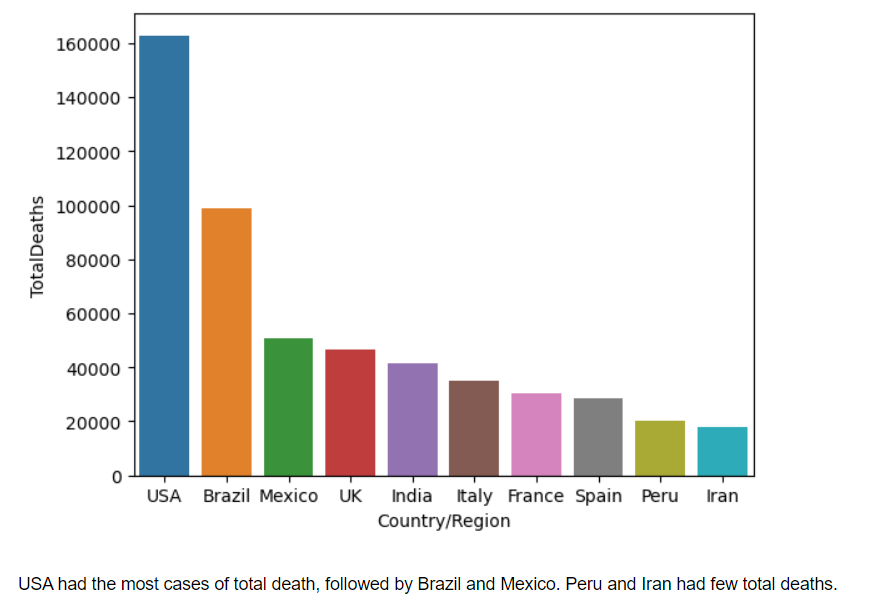 160000
140000
120000
100000
80000
60000
40000
20000
0
TotalDeaths
USA Brazil Mexico UK India Italy France Spain Peru Iran
Country/Region
USA had the most cases of total death, followed by Brazil and Mexico. Peru and Iran had few total deaths.